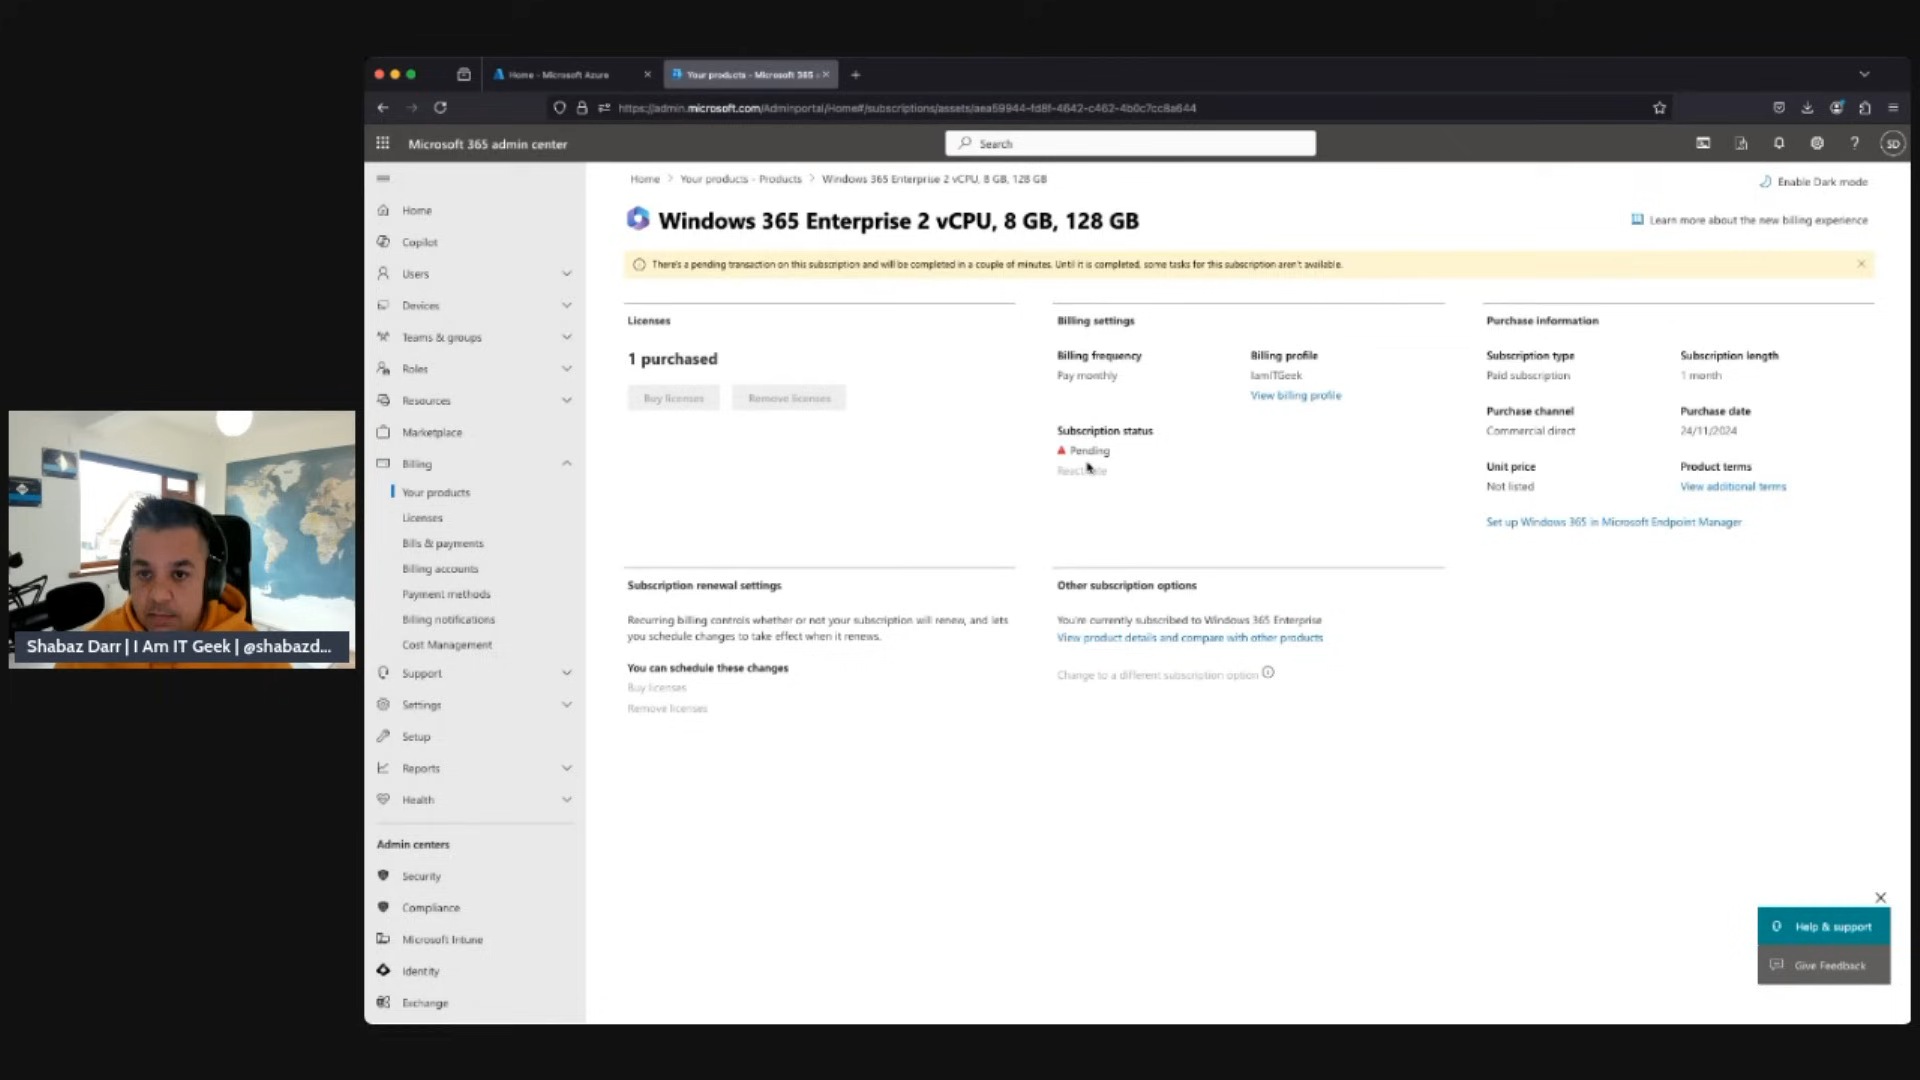 Home - Microsoft Azure
Your products - Microsoft 365
https://admin.microsoft.com/Adminportal/Home#/subscriptions/assets/aea59944-fd8f-4642-c462-4b0c7cc8a644
Microsoft 365 admin center
Search
SD
Home > Your products - Products > Windows 365 Enterprise 2 vCPU, 8 GB, 128 GB
Enable Dark mode
Windows 365 Enterprise 2 vCPU, 8 GB, 128 GB
Learn more about the new billing experience
There's a pending transaction on this subscription and will be completed in a couple of minutes. Until it is completed, some tasks for this subscription aren't available.
Home
Copilot
Users
Devices
Teams & groups
Roles
Resources
Marketplace
Billing
Your products
Licenses
Bills & payments
Billing accounts
Payment methods
Billing notifications
Cost Management
Support
Settings
Setup
Reports
Health
Admin centers
Security
Compliance
Microsoft Intune
Identity
Exchange
Licenses
1 purchased
Buy licenses
Remove licenses
Billing settings
Billing frequency
Pay monthly
Billing profile
IamITGeek
View billing profile
Subscription status
Pending
Reactivate
Purchase information
Subscription type
Paid subscription
Subscription length
1 month
Purchase channel
Commercial direct
Purchase date
24/11/2024
Unit price
Not listed
Product terms
View additional terms
Set up Windows 365 in Microsoft Endpoint Manager
Subscription renewal settings
Recurring billing controls whether or not your subscription will renew, and lets
you schedule changes to take effect when it renews.
You can schedule these changes
Buy licenses
Remove licenses
Other subscription options
You're currently subscribed to Windows 365 Enterprise
View product details and compare with other products
Change to a different subscription option
Help & support
Give Feedback
Shabaz Darr | I Am IT Geek | @shabazd...